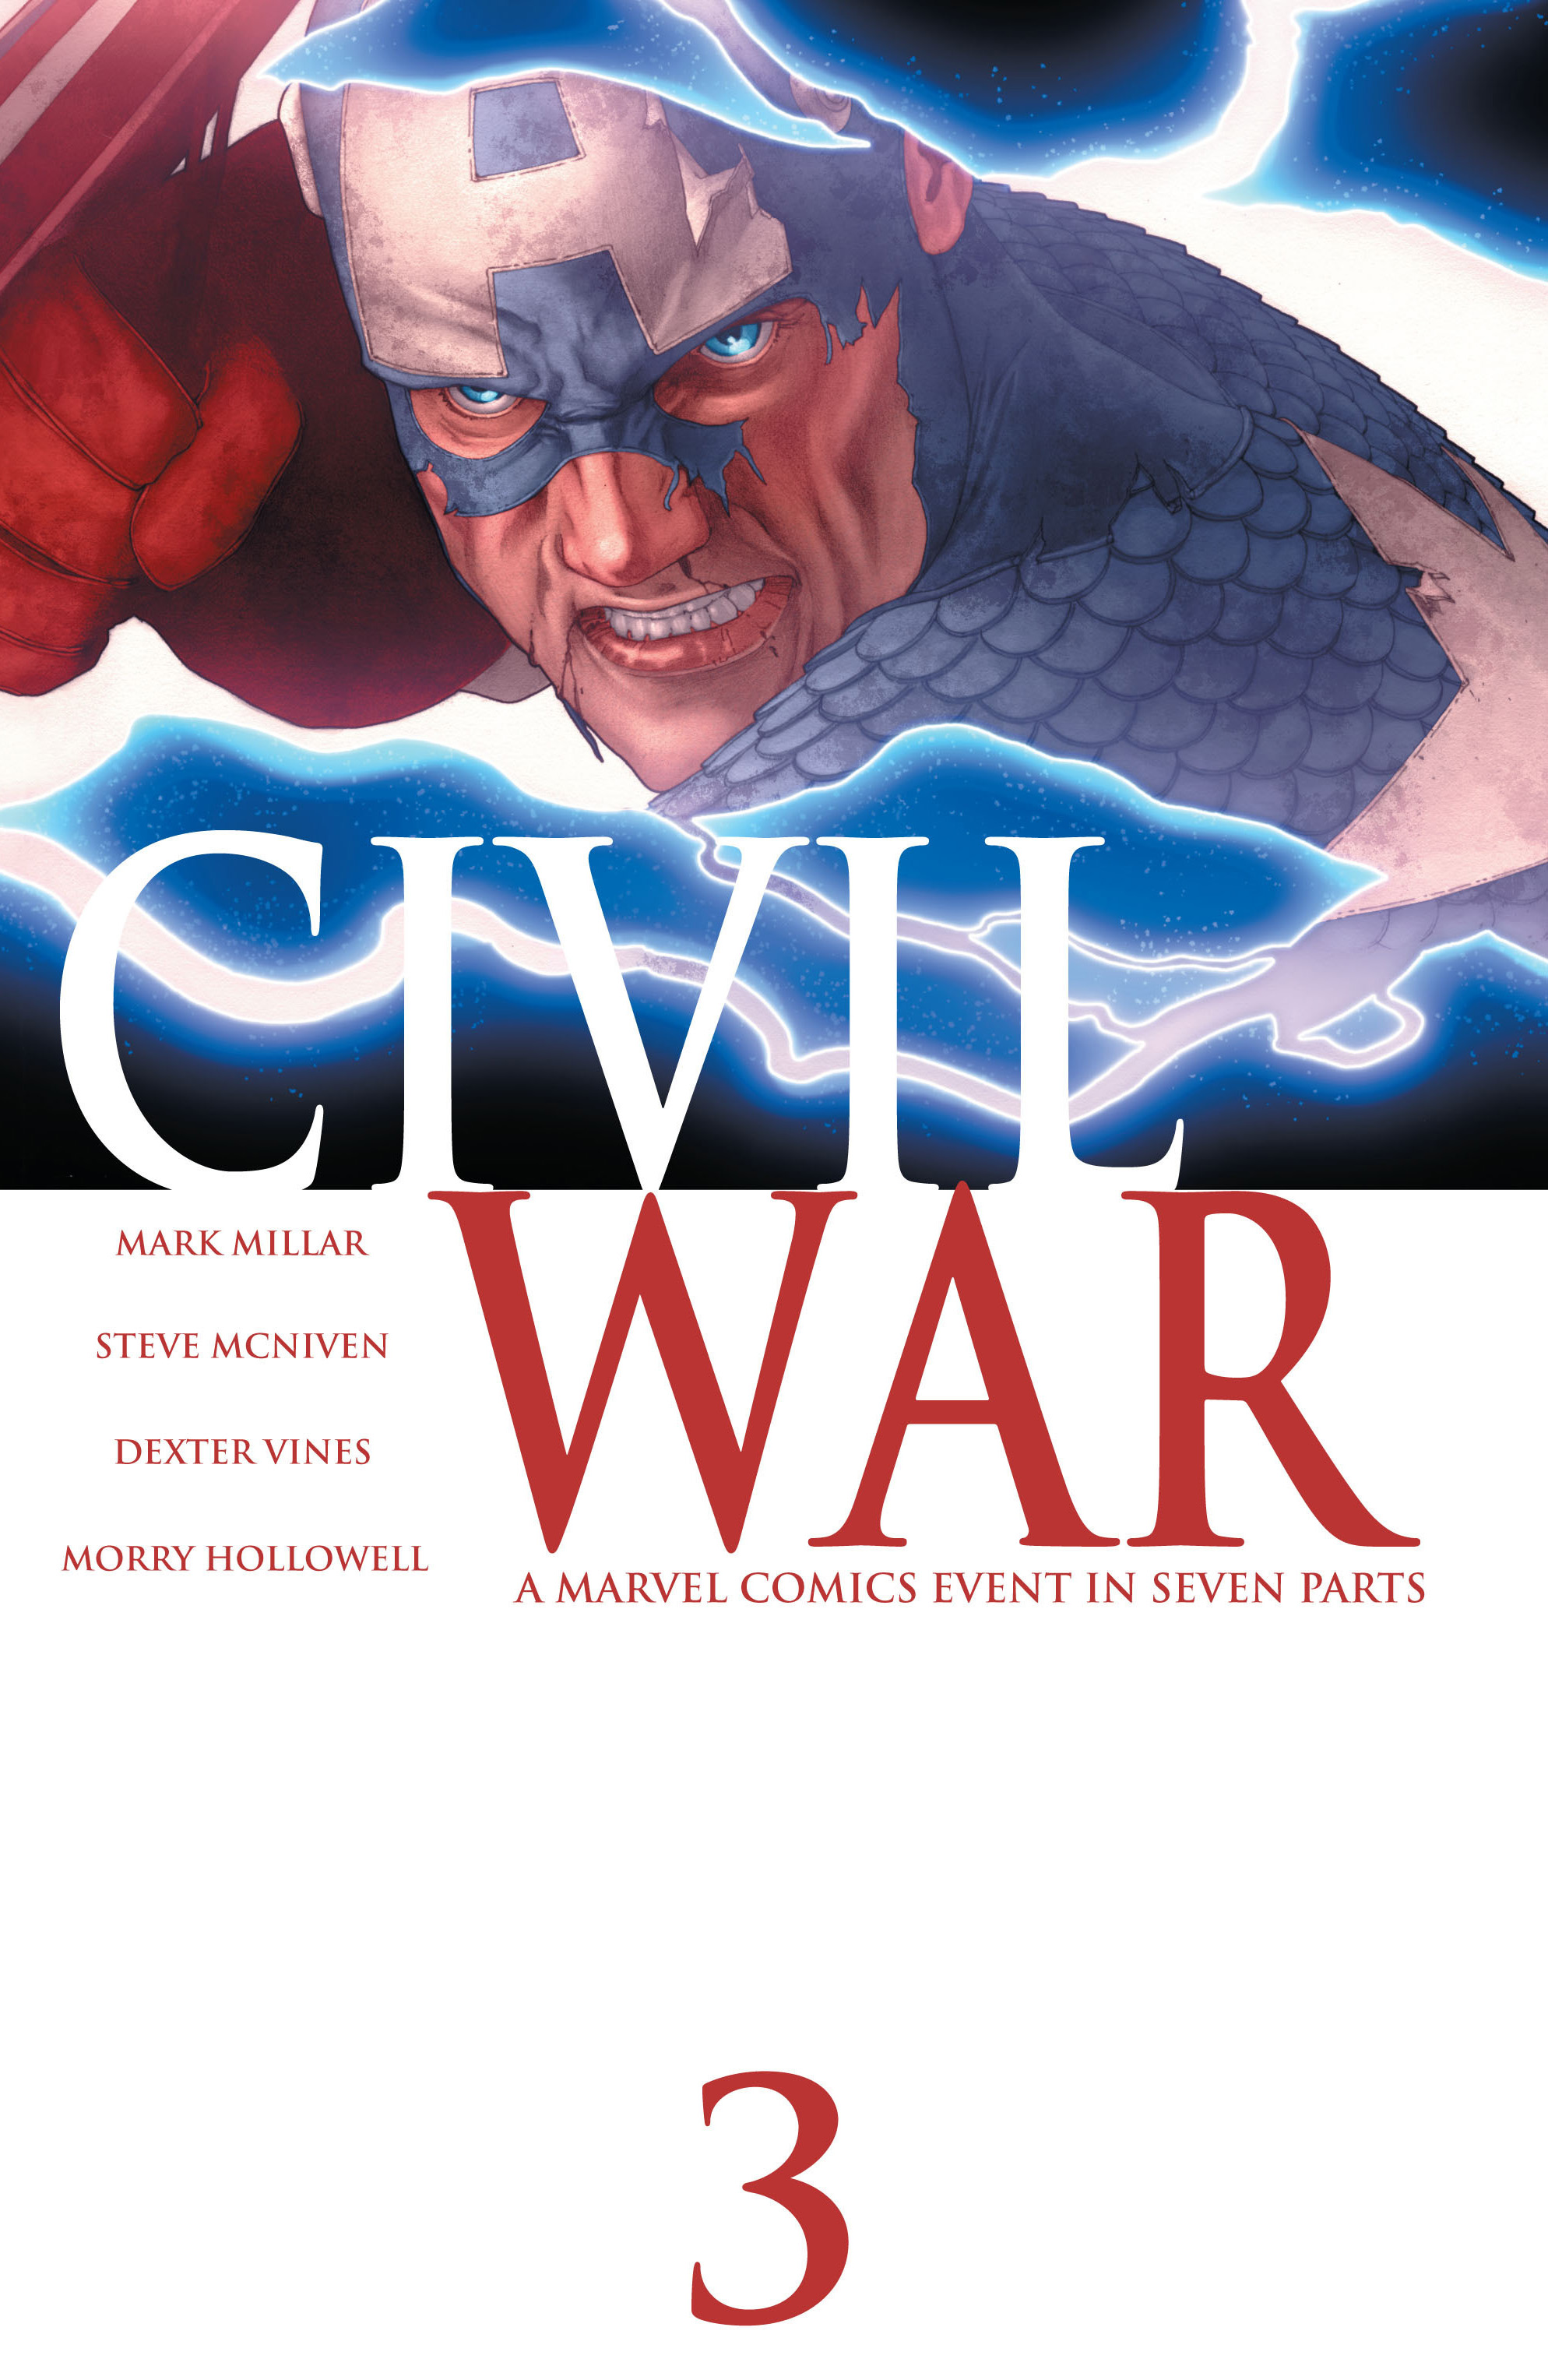 CIVIL
WAR
MARK MILLAR
STEVE MCNIVEN
DEXTER VINES
MORRY HOLLOWELL
A MARVEL COMICS EVENT IN SEVEN PARTS
3